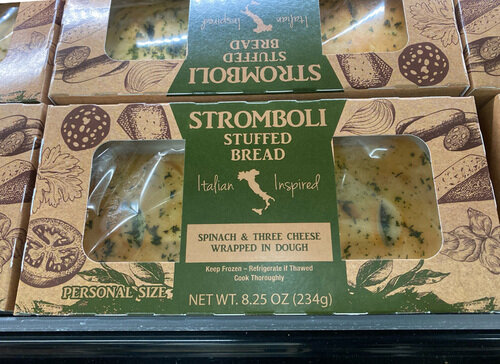 STROMBOLI
STUFFED
BREAD
Italian Inspired
STROMBOLI
STUFFED
BREAD
Italian Inspired
SPINACH & THREE CHEESE
WRAPPED IN DOUGH
Keep Frozen ~ Refrigerate if Thawed
Cook Thoroughly
PERSONAL SIZE
NET WT. 8.25 OZ (234g)